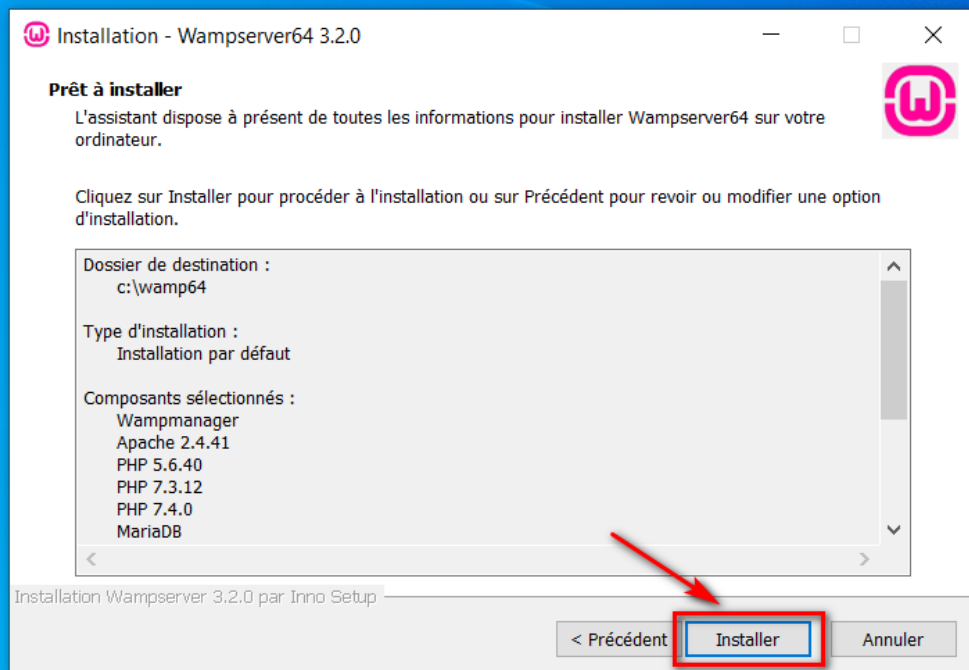 Installation - Wampserver64 3.2.0
Prêt à installer
L'assistant dispose à présent de toutes les informations pour installer Wampserver64 sur votre
ordinateur.
Cliquez sur Installer pour procéder à l'installation ou sur Précédent pour revoir ou modifier une option
d'installation.
Dossier de destination :
c:\wamp64
Type d'installation :
Installation par défaut
Composants sélectionnés :
Wampmanager
Apache 2.4.41
PHP 5.6.40
PHP 7.3.12
PHP 7.4.0
MariaDB
Installation Wampserver 3.2.0 par Inno Setup
< Précédent Installer Annuler